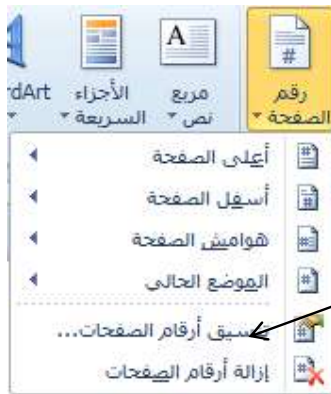 رقم الصفحة
مربع نص
الأجزاء السريعة
dArt
أعلى الصفحة
أسفل الصفحة
هوامش الصفحة
الموضع الحالي
تنسيق أرقام الصفحات...
إزالة أرقام الصفحات